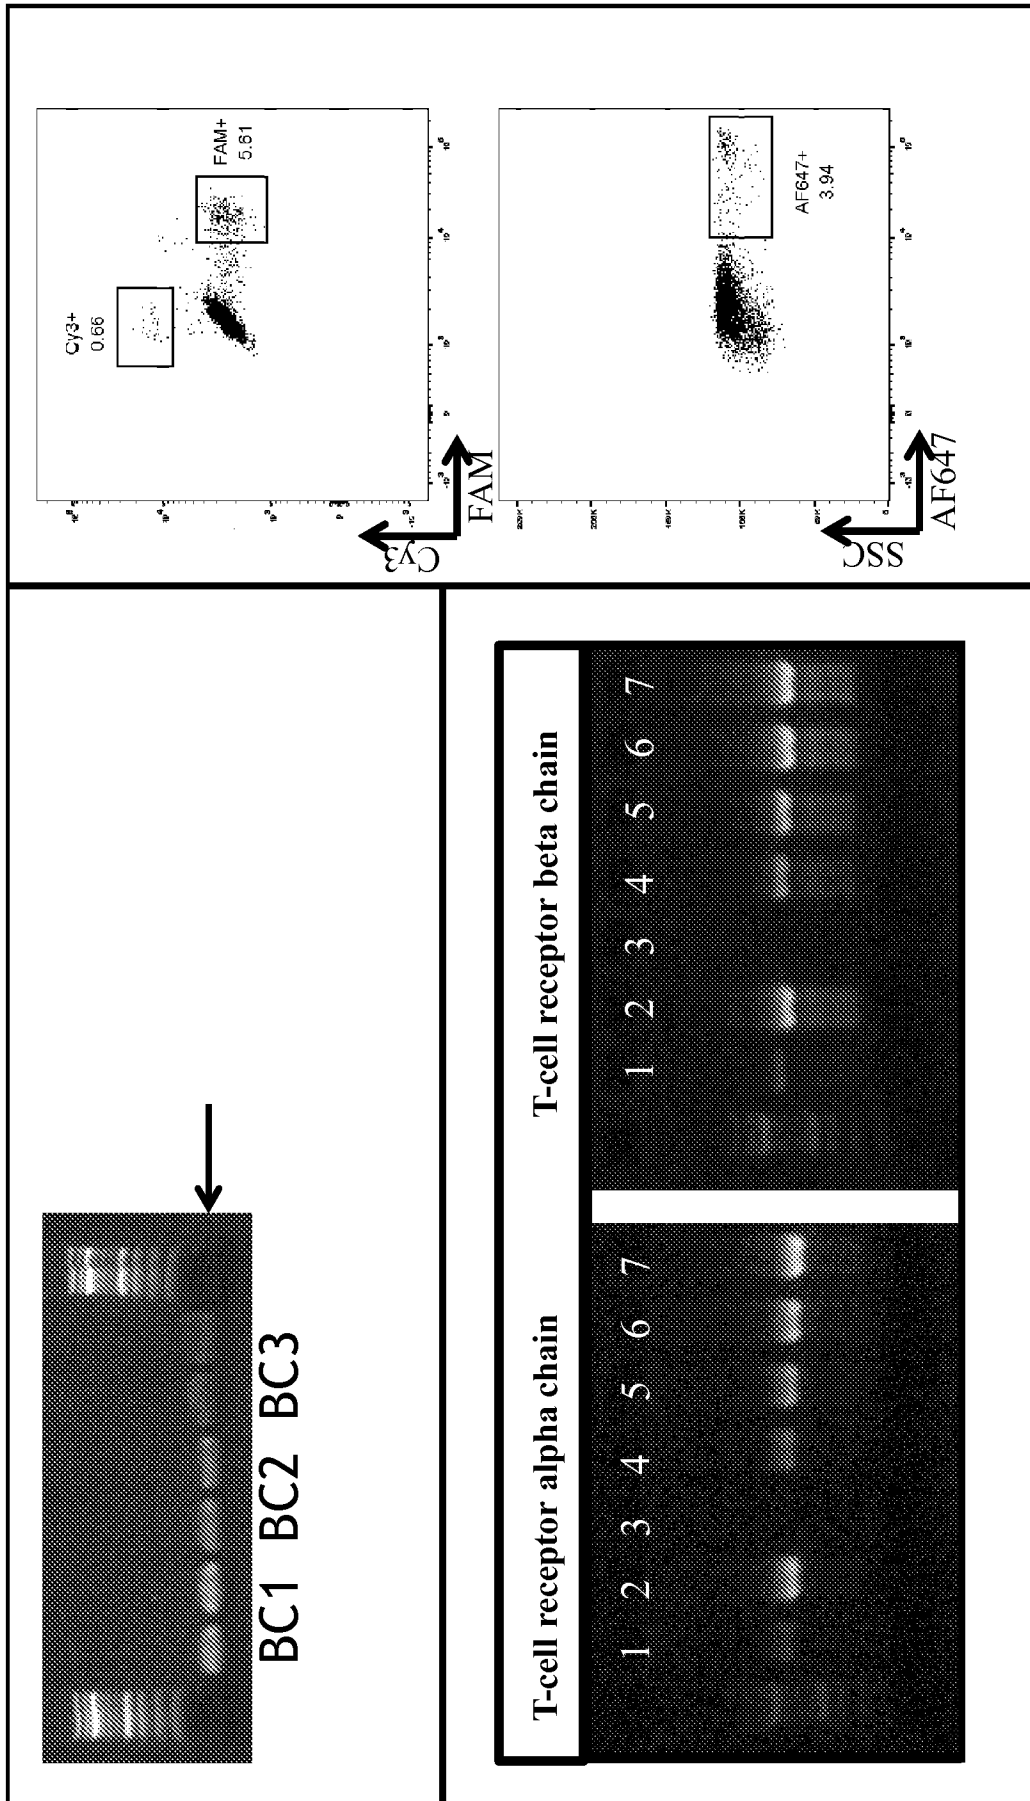 BC1 BC2 BC3
T-cell receptor alpha chain
T-cell receptor beta chain
1 2 3 4 5 6 7
1 2 3 4 5 6 7
Cy3+
0.66
FAM+
5.61
Cy3
FAM
AF647+
3.94
SSC
AF647